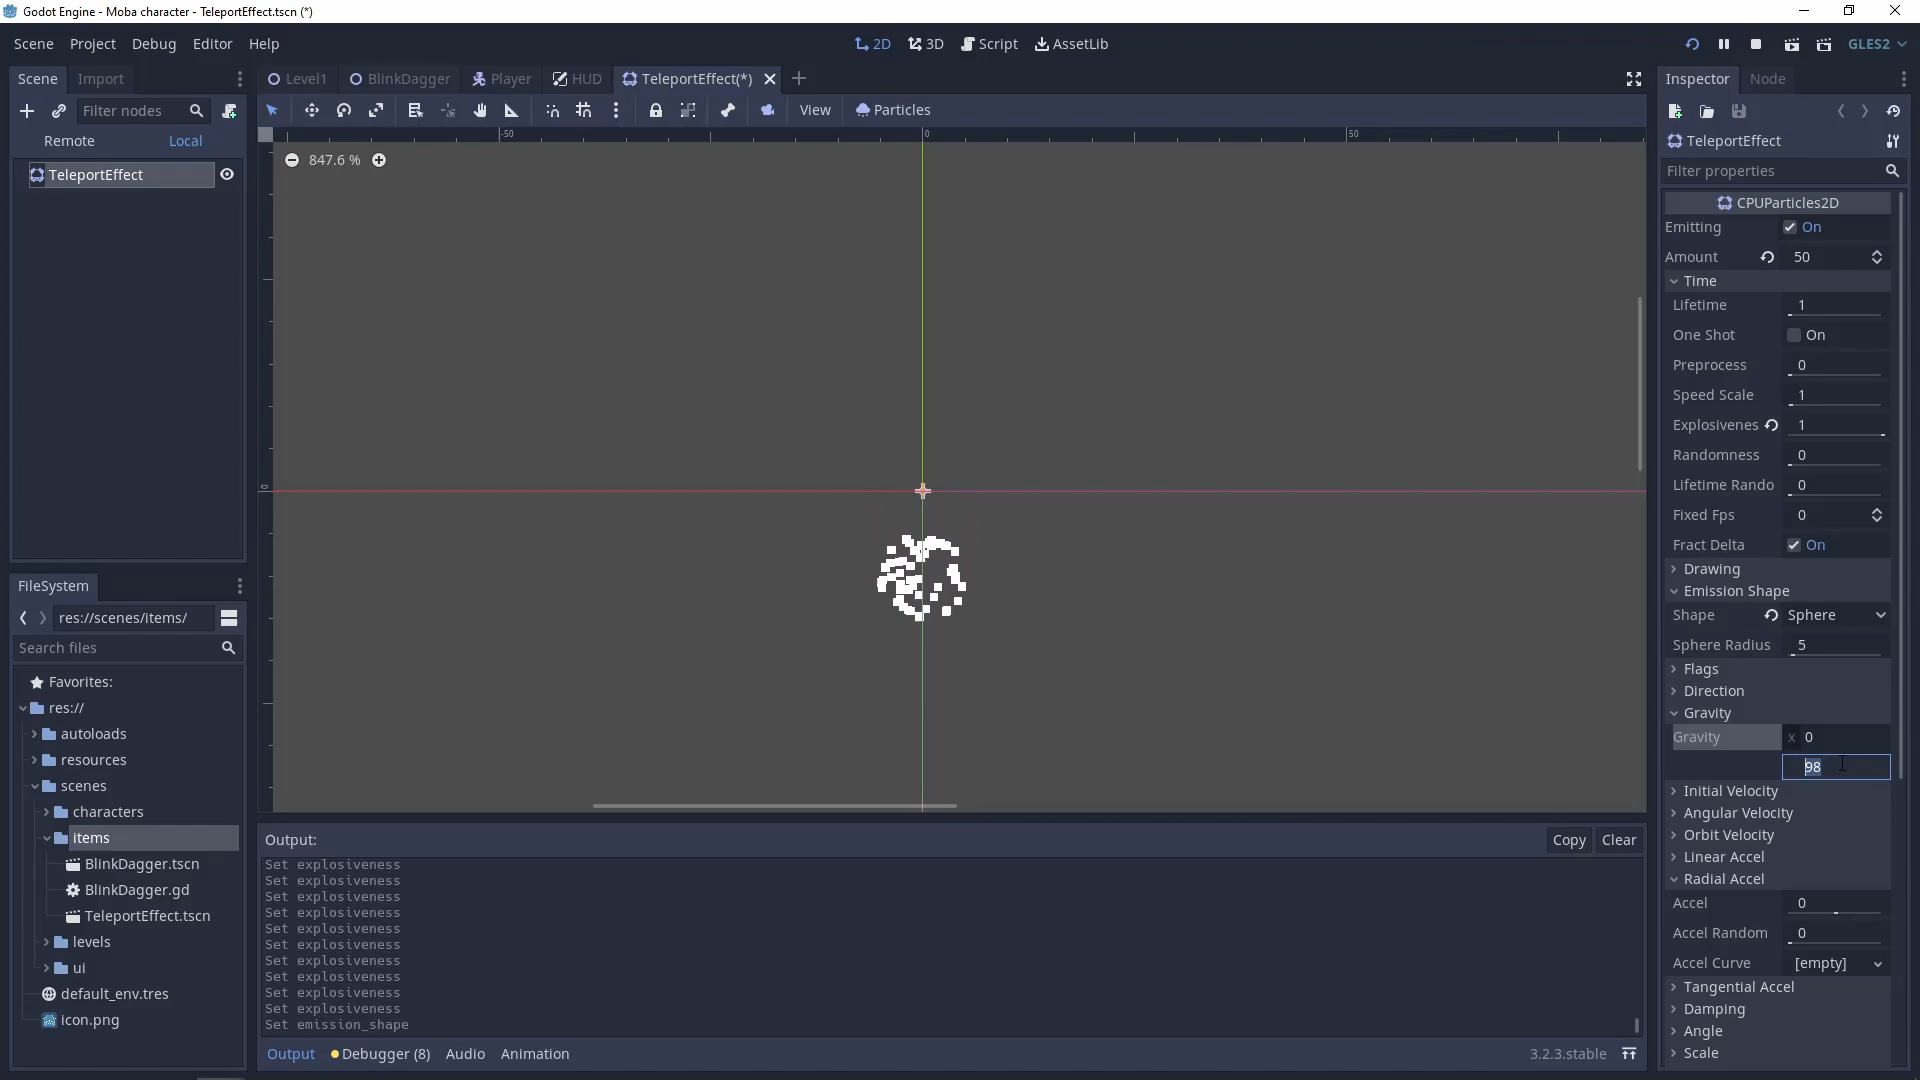 Godot Engine - Moba character - TeleportEffect.tscn (*)
Scene Project Debug Editor Help
2D 3D Script AssetLib
GLES2
Scene Import
Level1 BlinkDagger Player HUD TeleportEffect(*)
Inspector Node
Filter nodes
View Particles
Remote Local
TeleportEffect
-50 0 50
847.6 %
0
TeleportEffect
Filter properties
CPUParticles2D
Emitting On
Amount 50
Time
Lifetime 1
One Shot On
Preprocess 0
Speed Scale 1
Explosivenes 1
Randomness 0
Lifetime Rando 0
Fixed Fps 0
Fract Delta On
Drawing
Emission Shape
Shape Sphere
Sphere Radius 5
Flags
Direction
Gravity
Gravity x 0
98
Initial Velocity
Angular Velocity
Orbit Velocity
Linear Accel
Radial Accel
Accel 0
Accel Random 0
Accel Curve [empty]
Tangential Accel
Damping
Angle
Scale
FileSystem
res://scenes/items/
Search files
Favorites:
res://
autoloads
resources
scenes
characters
items
BlinkDagger.tscn
BlinkDagger.gd
TeleportEffect.tscn
levels
ui
default_env.tres
icon.png
Output: Copy Clear
Set explosiveness
Set explosiveness
Set explosiveness
Set explosiveness
Set explosiveness
Set explosiveness
Set explosiveness
Set explosiveness
Set explosiveness
Set explosiveness
Set emission_shape
Output Debugger (8) Audio Animation 3.2.3.stable